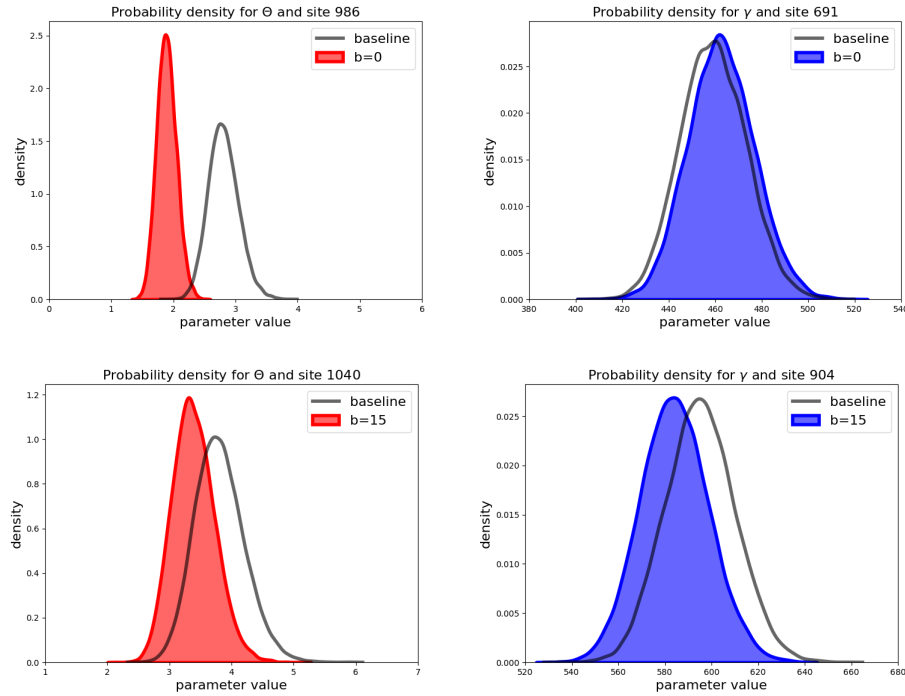 Probability density for Θ and site 986
baseline
b=0
density
2.5
2.0
1.5
1.0
0.5
0.0
0 1 2 3 4 5 6
parameter value
Probability density for γ and site 691
baseline
b=0
density
0.025
0.020
0.015
0.010
0.005
0.000
380 400 420 440 460 480 500 520 540
parameter value
Probability density for Θ and site 1040
baseline
b=15
density
1.2
1.0
0.8
0.6
0.4
0.2
0.0
1 2 3 4 5 6 7
parameter value
Probability density for γ and site 904
baseline
b=15
density
0.025
0.020
0.015
0.010
0.005
0.000
520 540 560 580 600 620 640 660 680
parameter value